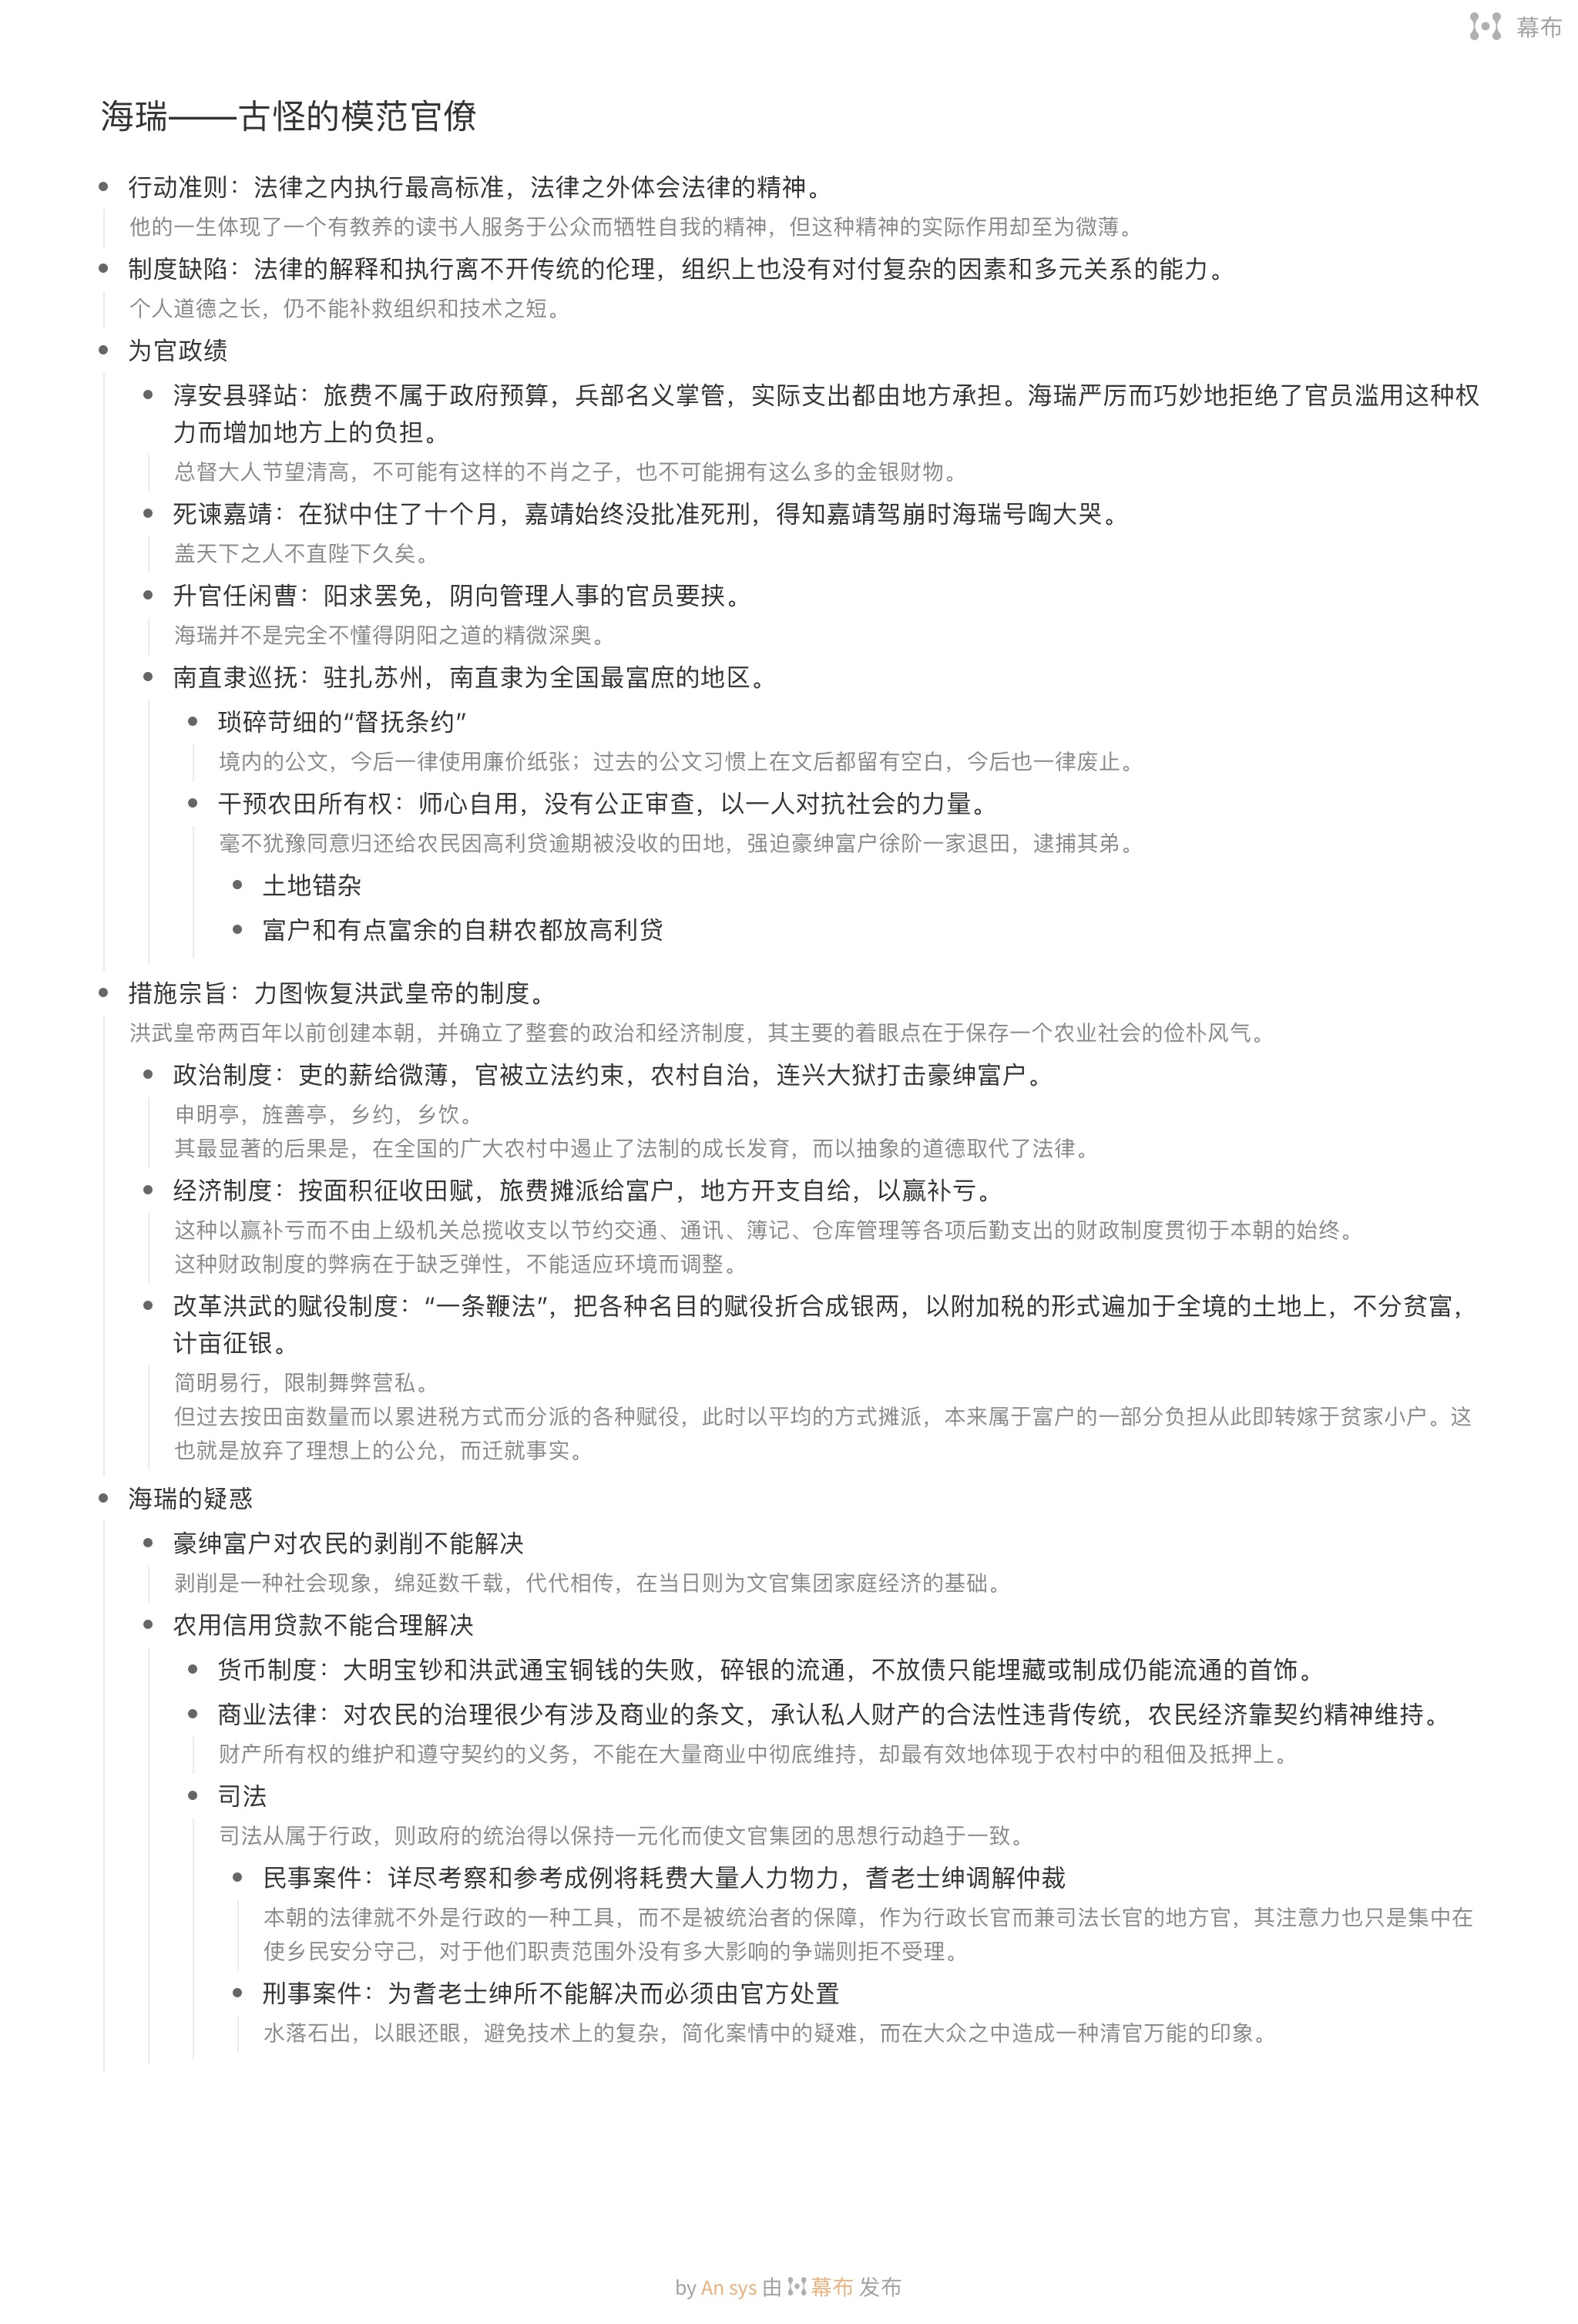 幕布
海瑞——古怪的模范官僚
行动准则：法律之内执行最高标准，法律之外体会法律的精神。
他的一生体现了一个有教养的读书人服务于公众而牺牲自我的精神，但这种精神的实际作用却至为微薄。
制度缺陷：法律的解释和执行离不开传统的伦理，组织上也没有对付复杂的因素和多元关系的能力。
个人道德之长，仍不能补救组织和技术之短。
为官政绩
淳安县驿站：旅费不属于政府预算，兵部名义掌管，实际支出都由地方承担。海瑞严厉而巧妙地拒绝了官员滥用这种权
力而增加地方上的负担。
总督大人节望清高，不可能有这样的不肖之子，也不可能拥有这么多的金银财物。
死谏嘉靖：在狱中住了十个月，嘉靖始终没批准死刑，得知嘉靖驾崩时海瑞号啕大哭。
盖天下之人不直陛下久矣。
升官任闲曹：阳求罢免，阴向管理人事的官员要挟。
海瑞并不是完全不懂得阴阳之道的精微深奥。
南直隶巡抚：驻扎苏州，南直隶为全国最富庶的地区。
琐碎苛细的“督抚条约”
境内的公文，今后一律使用廉价纸张；过去的公文习惯上在文后都留有空白，今后也一律废止。
干预农田所有权：师心自用，没有公正审查，以一人对抗社会的力量。
毫不犹豫同意归还给农民因高利贷逾期被没收的田地，强迫豪绅富户徐阶一家退田，逮捕其弟。
土地错杂
富户和有点富余的自耕农都放高利贷
措施宗旨：力图恢复洪武皇帝的制度。
洪武皇帝两百年以前创建本朝，并确立了整套的政治和经济制度，其主要的着眼点在于保存一个农业社会的俭朴风气。
政治制度：吏的薪给微薄，官被立法约束，农村自治，连兴大狱打击豪绅富户。
申明亭，旌善亭，乡约，乡饮。
其最显著的后果是，在全国的广大农村中遏止了法制的成长发育，而以抽象的道德取代了法律。
经济制度：按面积征收田赋，旅费摊派给富户，地方开支自给，以赢补亏。
这种以赢补亏而不由上级机关总揽收支以节约交通、通讯、簿记、仓库管理等各项后勤支出的财政制度贯彻于本朝的始终。
这种财政制度的弊病在于缺乏弹性，不能适应环境而调整。
改革洪武的赋役制度：“一条鞭法”，把各种名目的赋役折合成银两，以附加税的形式遍加于全境的土地上，不分贫富，
计亩征银。
简明易行，限制舞弊营私。
但过去按田亩数量而以累进税方式而分派的各种赋役，此时以平均的方式摊派，本来属于富户的一部分负担从此即转嫁于贫家小户。这
也就是放弃了理想上的公允，而迁就事实。
海瑞的疑惑
豪绅富户对农民的剥削不能解决
剥削是一种社会现象，绵延数千载，代代相传，在当日则为文官集团家庭经济的基础。
农用信用贷款不能合理解决
货币制度：大明宝钞和洪武通宝铜钱的失败，碎银的流通，不放债只能埋藏或制成仍能流通的首饰。
商业法律：对农民的治理很少有涉及商业的条文，承认私人财产的合法性违背传统，农民经济靠契约精神维持。
财产所有权的维护和遵守契约的义务，不能在大量商业中彻底维持，却最有效地体现于农村中的租佃及抵押上。
司法
司法从属于行政，则政府的统治得以保持一元化而使文官集团的思想行动趋于一致。
民事案件：详尽考察和参考成例将耗费大量人力物力，耆老士绅调解仲裁
本朝的法律就不外是行政的一种工具，而不是被统治者的保障，作为行政长官而兼司法长官的地方官，其注意力也只是集中在
使乡民安分守己，对于他们职责范围外没有多大影响的争端则拒不受理。
刑事案件：为耆老士绅所不能解决而必须由官方处置
水落石出，以眼还眼，避免技术上的复杂，简化案情中的疑难，而在大众之中造成一种清官万能的印象。
by An sys 由 幕布 发布